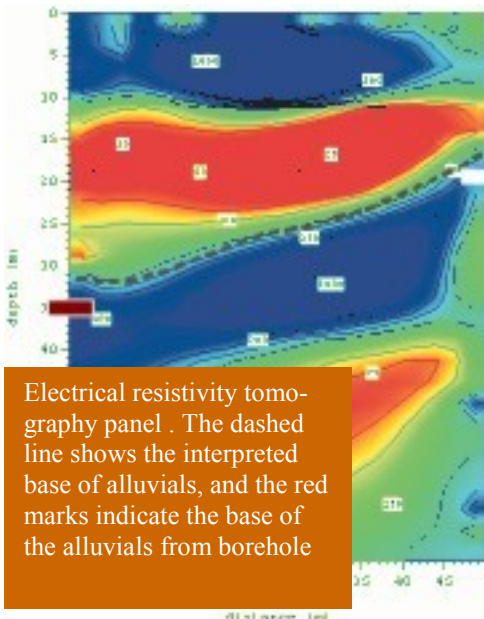 0
5
10
15
20
25
30
40
depth [m]
Electrical resistivity tomo-
graphy panel . The dashed
line shows the interpreted
base of alluvials, and the red
marks indicate the base of
the alluvials from borehole
35 40 45
distance [m]